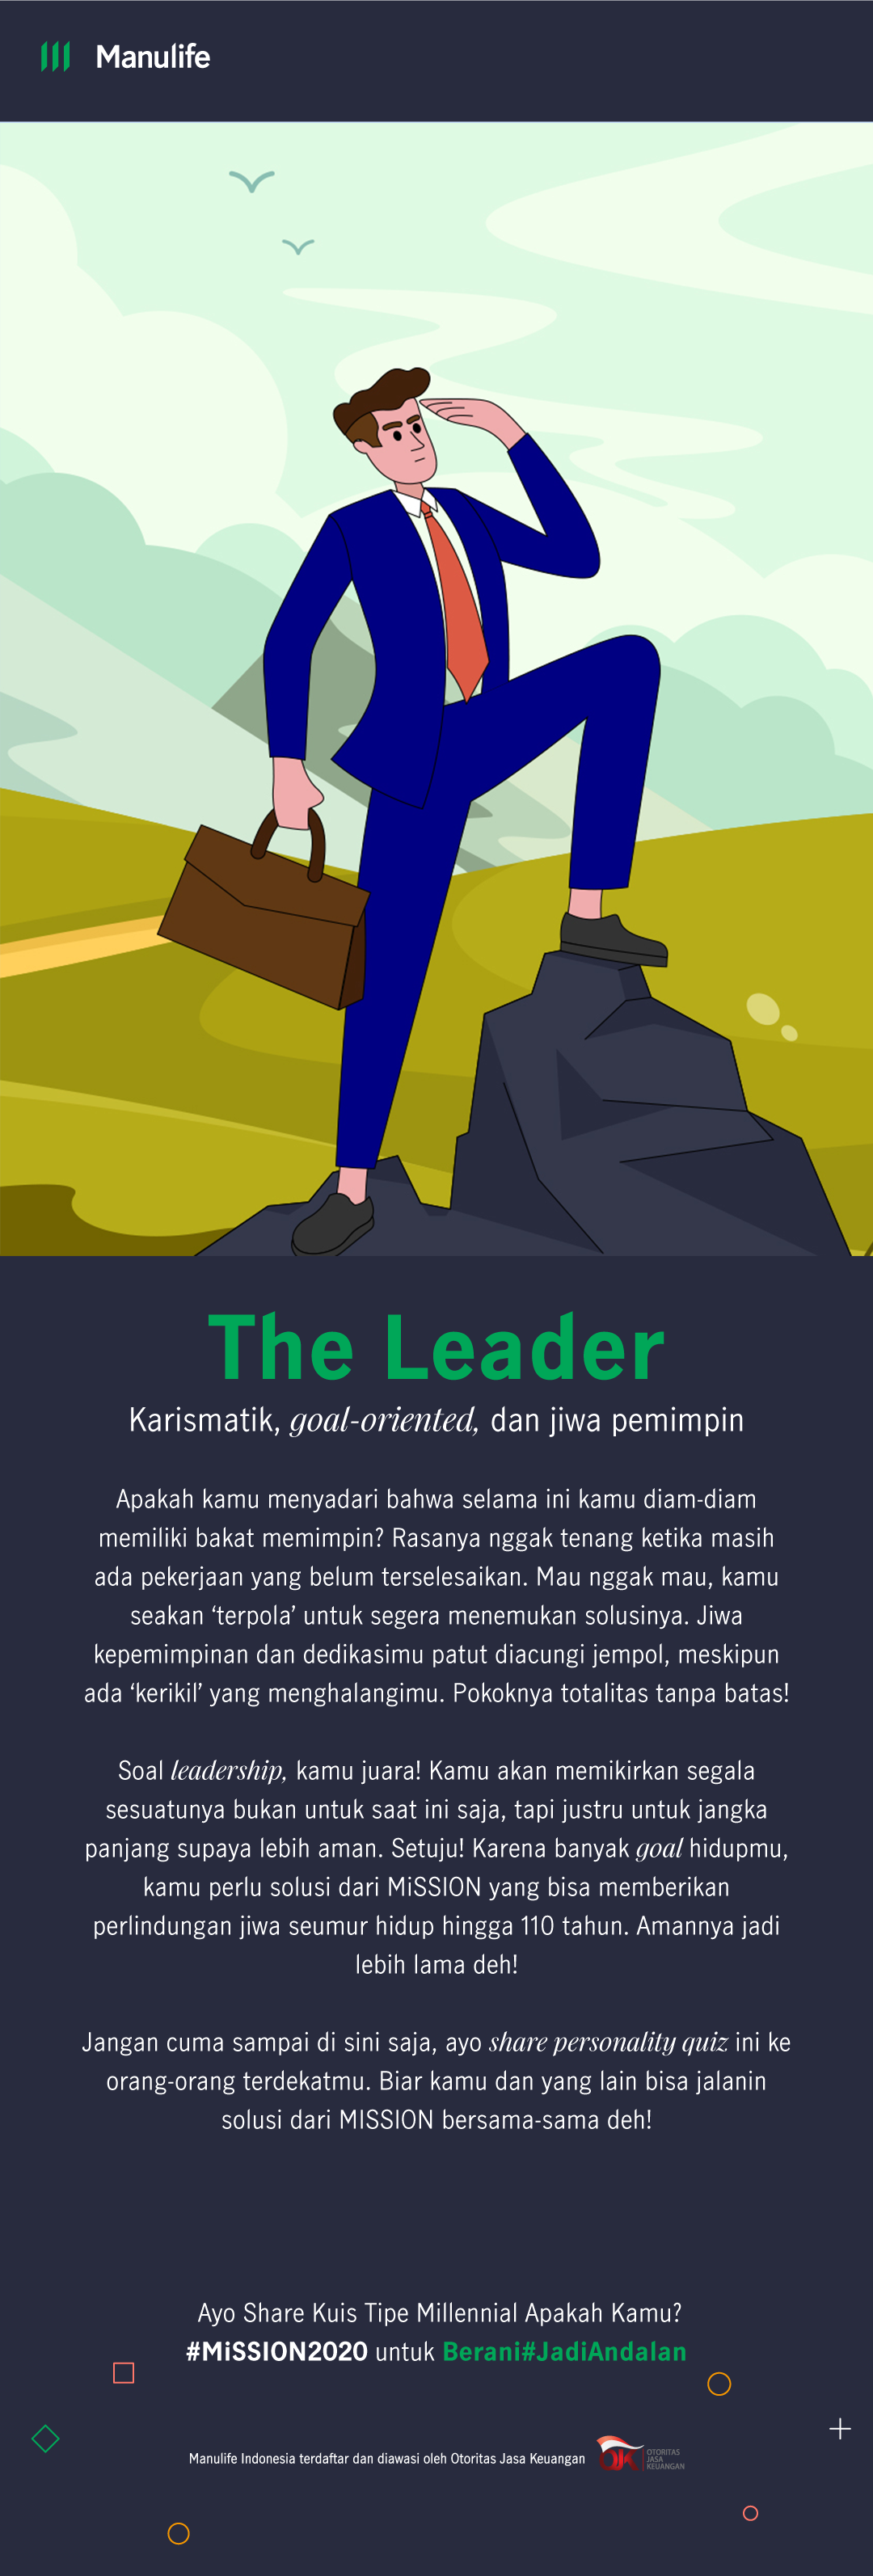 Manulife
The Leader
Karismatik, goal-oriented, dan jiwa pemimpin
Apakah kamu menyadari bahwa selama ini kamu diam-diam
memiliki bakat memimpin? Rasanya nggak tenang ketika masih
ada pekerjaan yang belum terselesaikan. Mau nggak mau, kamu
seakan ‘terpola’ untuk segera menemukan solusinya. Jiwa
kepemimpinan dan dedikasimu patut diacungi jempol, meskipun
ada ‘kerikil’ yang menghalangimu. Pokoknya totalitas tanpa batas!
Soal leadership, kamu juara! Kamu akan memikirkan segala
sesuatunya bukan untuk saat ini saja, tapi justru untuk jangka
panjang supaya lebih aman. Setuju! Karena banyak goal hidupmu,
kamu perlu solusi dari MiSSION yang bisa memberikan
perlindungan jiwa seumur hidup hingga 110 tahun. Amannya jadi
lebih lama deh!
Jangan cuma sampai di sini saja, ayo share personality quiz ini ke
orang-orang terdekatmu. Biar kamu dan yang lain bisa jalanin
solusi dari MISSION bersama-sama deh!
Ayo Share Kuis Tipe Millennial Apakah Kamu?
#MiSSION2020 untuk Berani#JadiAndalan
Manulife Indonesia terdaftar dan diawasi oleh Otoritas Jasa Keuangan
OJK
OTORITAS
JASA
KEUANGAN